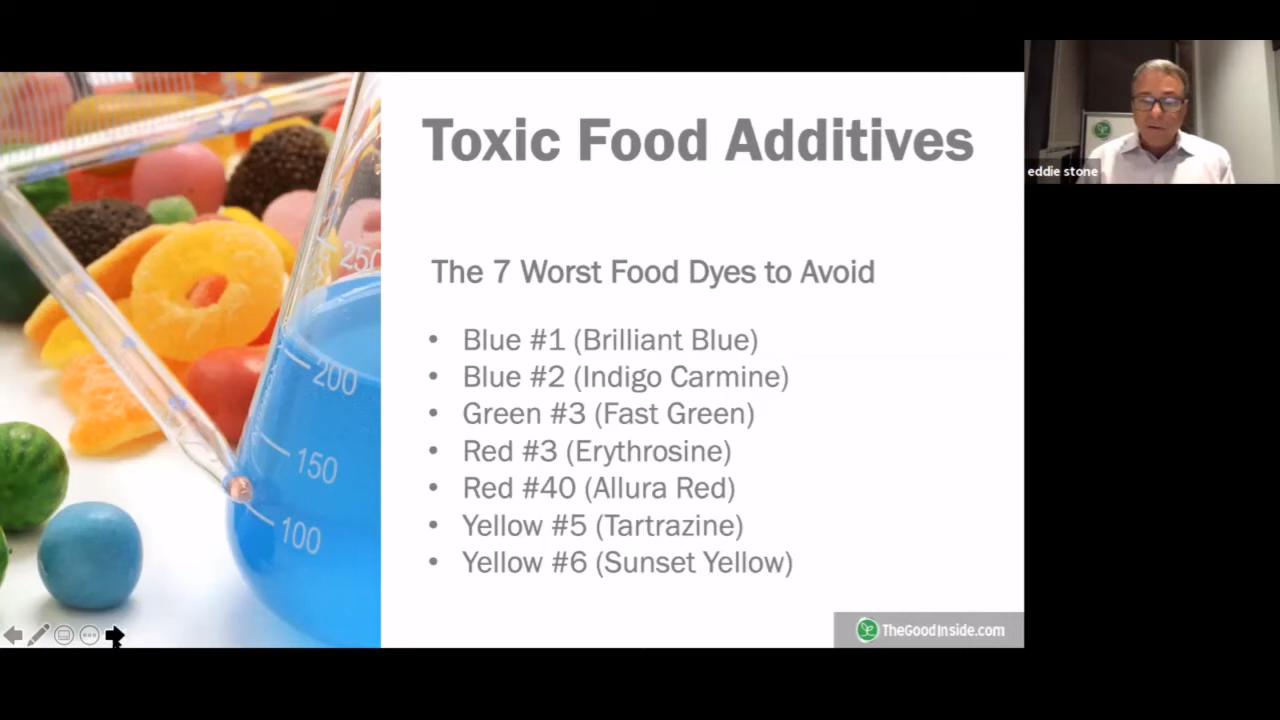 Toxic Food Additives
The 7 Worst Food Dyes to Avoid
• Blue #1 (Brilliant Blue)
• Blue #2 (Indigo Carmine)
• Green #3 (Fast Green)
• Red #3 (Erythrosine)
• Red #40 (Allura Red)
• Yellow #5 (Tartrazine)
• Yellow #6 (Sunset Yellow)
TheGoodInside.com
eddie stone
250
200
150
100